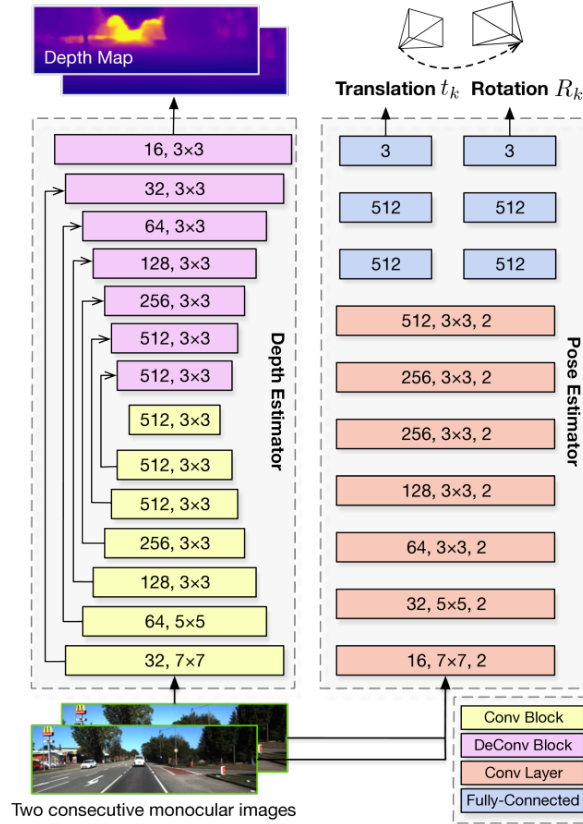 Depth Map
Translation t_k
Rotation R_k
16, 3×3
32, 3×3
64, 3×3
128, 3×3
256, 3×3
512, 3×3
512, 3×3
512, 3×3
512, 3×3
512, 3×3
256, 3×3
128, 3×3
64, 5×5
32, 7×7
Depth Estimator
3
3
512
512
512
512
512, 3×3, 2
256, 3×3, 2
256, 3×3, 2
128, 3×3, 2
64, 3×3, 2
32, 5×5, 2
16, 7×7, 2
Pose Estimator
Two consecutive monocular images
Conv Block
DeConv Block
Conv Layer
Fully-Connected